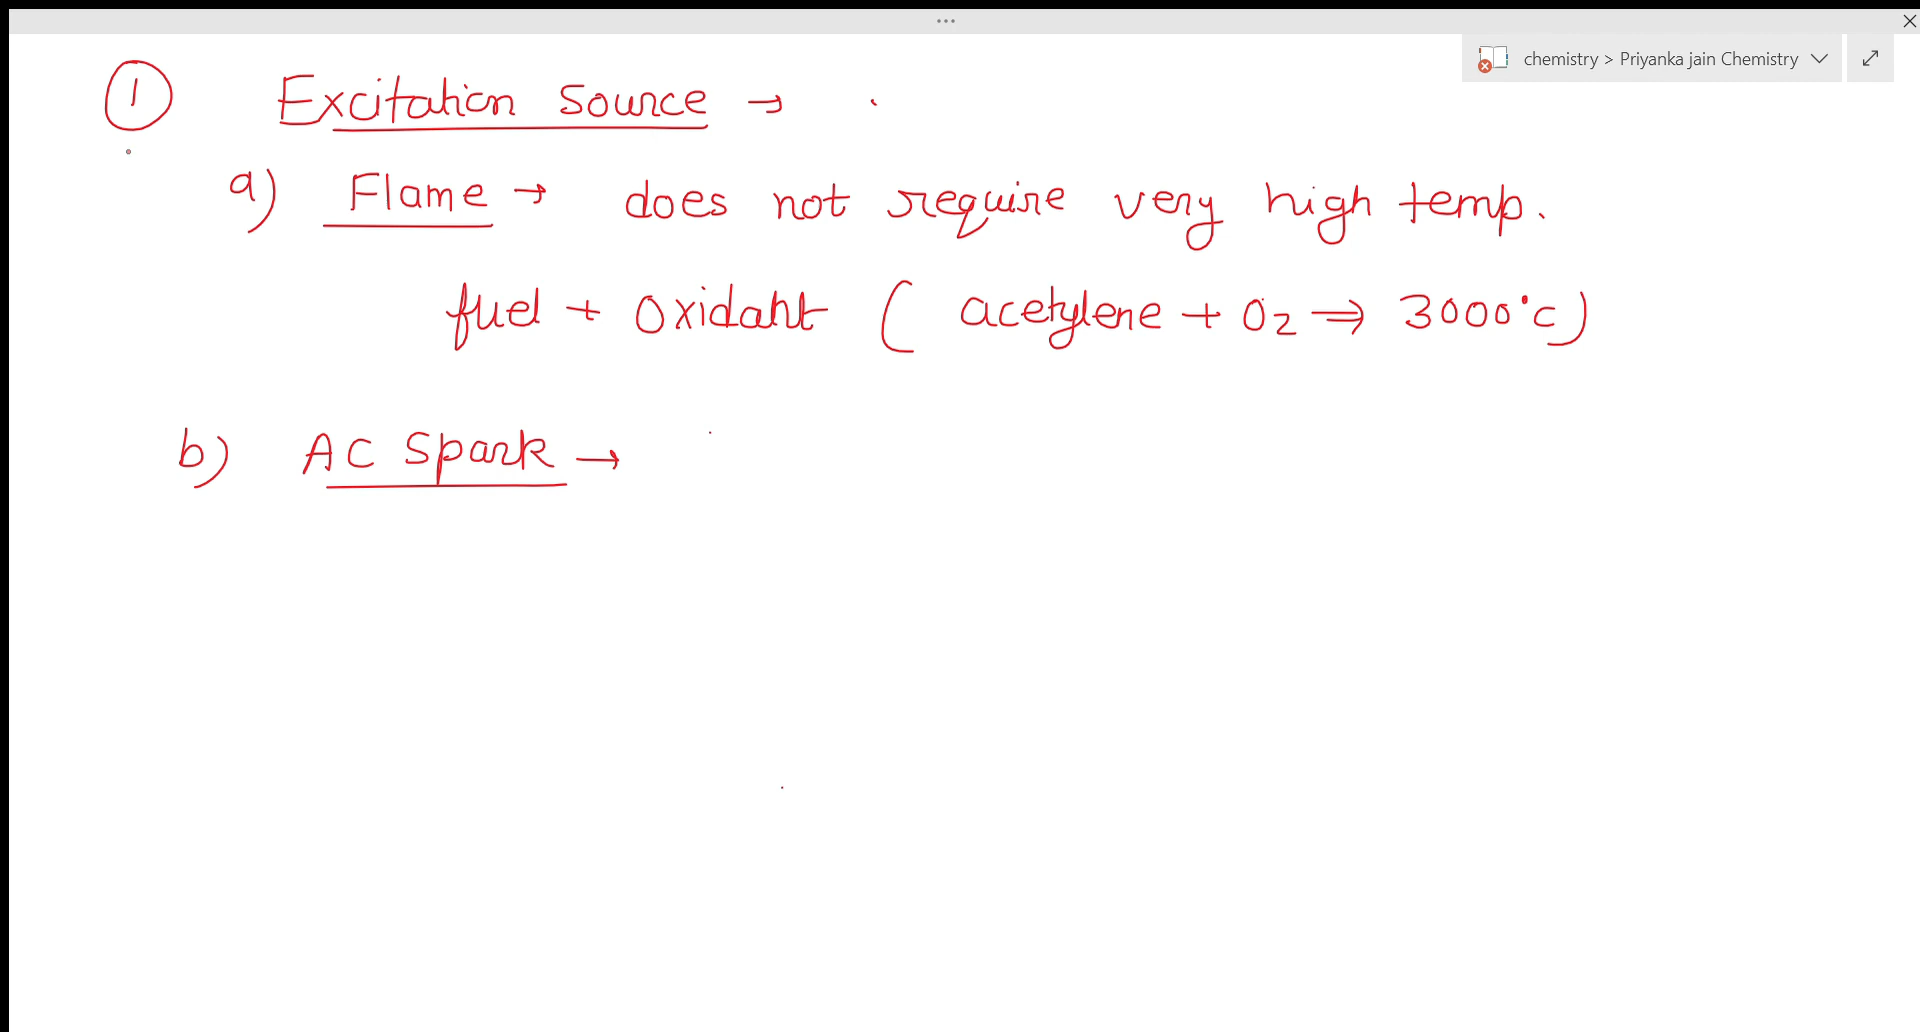 chemistry > Priyanka jain Chemistry
① Excitation source →
a) Flame → does not require very high temp.
fuel + Oxidant ( acetylene + O₂ ⇒ 3000°c )
b) AC Spark →